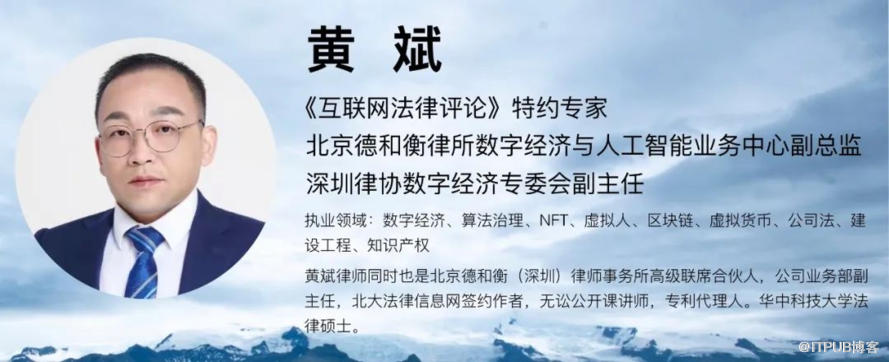 黄 斌
《互联网法律评论》特约专家
北京德和衡律所数字经济与人工智能业务中心副总监
深圳律协数字经济专委会副主任
执业领域：数字经济、算法治理、NFT、虚拟人、区块链、虚拟货币、公司法、建
设工程、知识产权
黄斌律师同时也是北京德和衡（深圳）律师事务所高级联席合伙人，公司业务部副
主任，北大法律信息网签约作者，无讼公开课讲师，专利代理人。华中科技大学法
律硕士。
@ITPUB博客